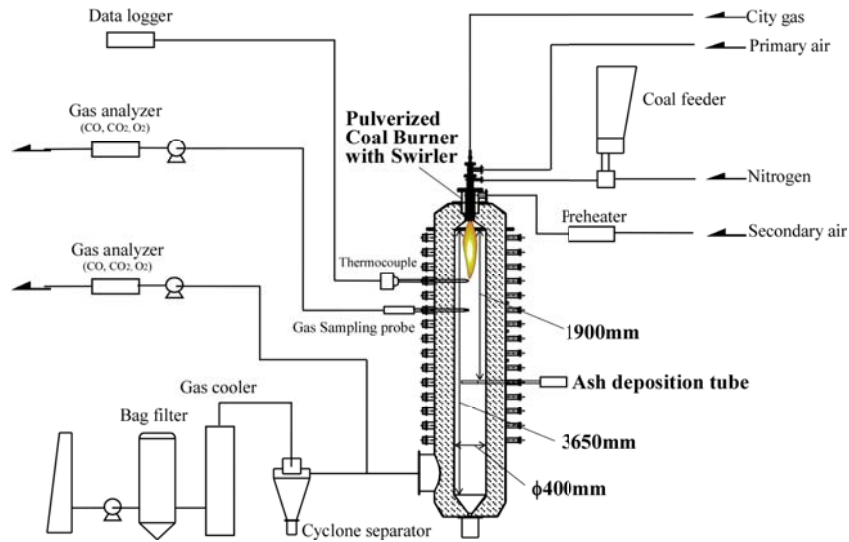 Data logger
City gas
Primary air
Coal feeder
Gas analyzer
(CO, CO2, O2)
Pulverized
Coal Burner
with Swirler
Nitrogen
Preheater
Secondary air
Gas analyzer
(CO, CO2, O2)
Thermocouple
Gas Sampling probe
1900mm
Ash deposition tube
Gas cooler
Bag filter
3650mm
ϕ400mm
Cyclone separator